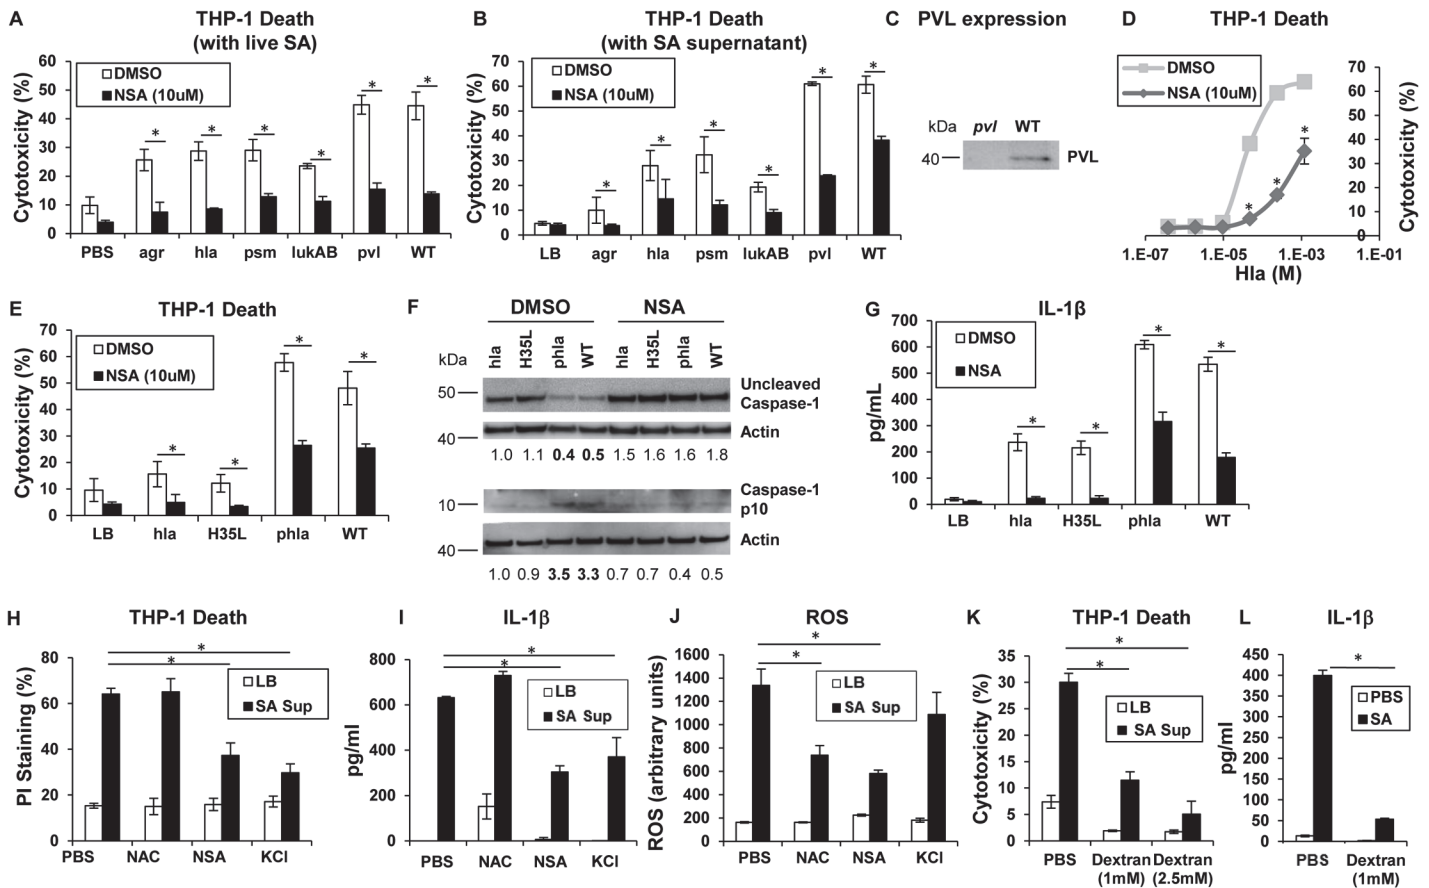 A
THP-1 Death
(with live SA)
Cytotoxicity (%)
60
50
40
30
20
10
0
DMSO
NSA (10uM)
* * * * * *
PBS agr hla psm lukAB pvl WT
B
THP-1 Death
(with SA supernatant)
Cytotoxicity (%)
70
60
50
40
30
20
10
0
DMSO
NSA (10uM)
* * * * * *
LB agr hla psm lukAB pvl WT
C
PVL expression
kDa pvl WT
40
PVL
D
THP-1 Death
DMSO
NSA (10uM)
70
60
50
40
30
20
10
0
Cytotoxicity (%)
* * *
1.E-07 1.E-05 1.E-03 1.E-01
Hla (M)
E
THP-1 Death
Cytotoxicity (%)
70
60
50
40
30
20
10
0
DMSO
NSA (10uM)
* * * *
LB hla H35L phla WT
F
DMSO NSA
kDa
hla H35L phla WT hla H35L phla WT
50
Uncleaved
Caspase-1
40
Actin
1.0 1.1 0.4 0.5 1.5 1.6 1.6 1.8
10
Caspase-1
p10
40
Actin
1.0 0.9 3.5 3.3 0.7 0.7 0.4 0.5
G
IL-1β
pg/mL
700
600
500
400
300
200
100
0
DMSO
NSA
* * * *
LB hla H35L phla WT
H
THP-1 Death
PI Staining (%)
80
60
40
20
0
*
*
LB
SA Sup
PBS NAC NSA KCl
I
IL-1β
pg/ml
800
600
400
200
0
*
*
LB
SA Sup
PBS NAC NSA KCl
J
ROS
ROS (arbitrary units)
1600
1400
1200
1000
800
600
400
200
0
*
*
LB
SA Sup
PBS NAC NSA KCl
K
THP-1 Death
Cytotoxicity (%)
35
30
25
20
15
10
5
0
*
*
LB
SA Sup
PBS Dextran Dextran
(1mM) (2.5mM)
L
IL-1β
pg/ml
450
400
350
300
250
200
150
100
50
0
*
PBS
SA
PBS Dextran
(1mM)